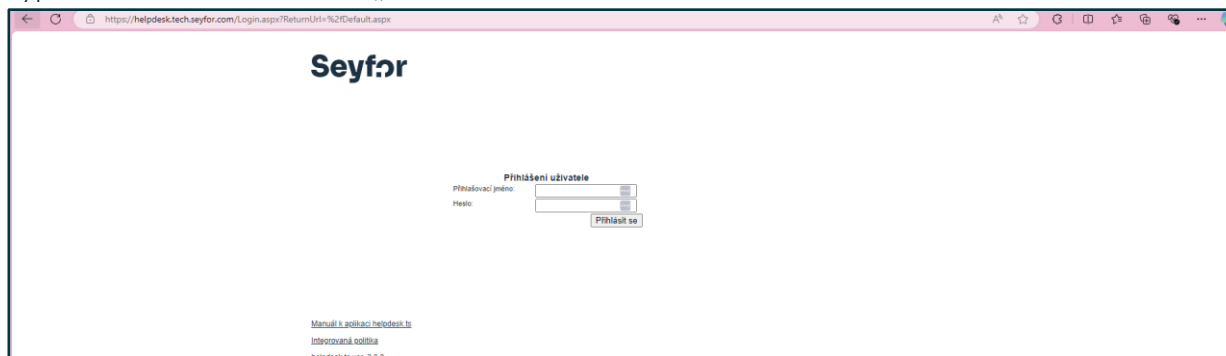 https://helpdesk.tech.seyfor.com/Login.aspx?ReturnUrl=%2fDefault.aspx
Seyfor
Přihlášení uživatele
Přihlašovací jméno:
Heslo:
Přihlásit se
Manuál k aplikaci helpdesk.ts
Integrovaná politika